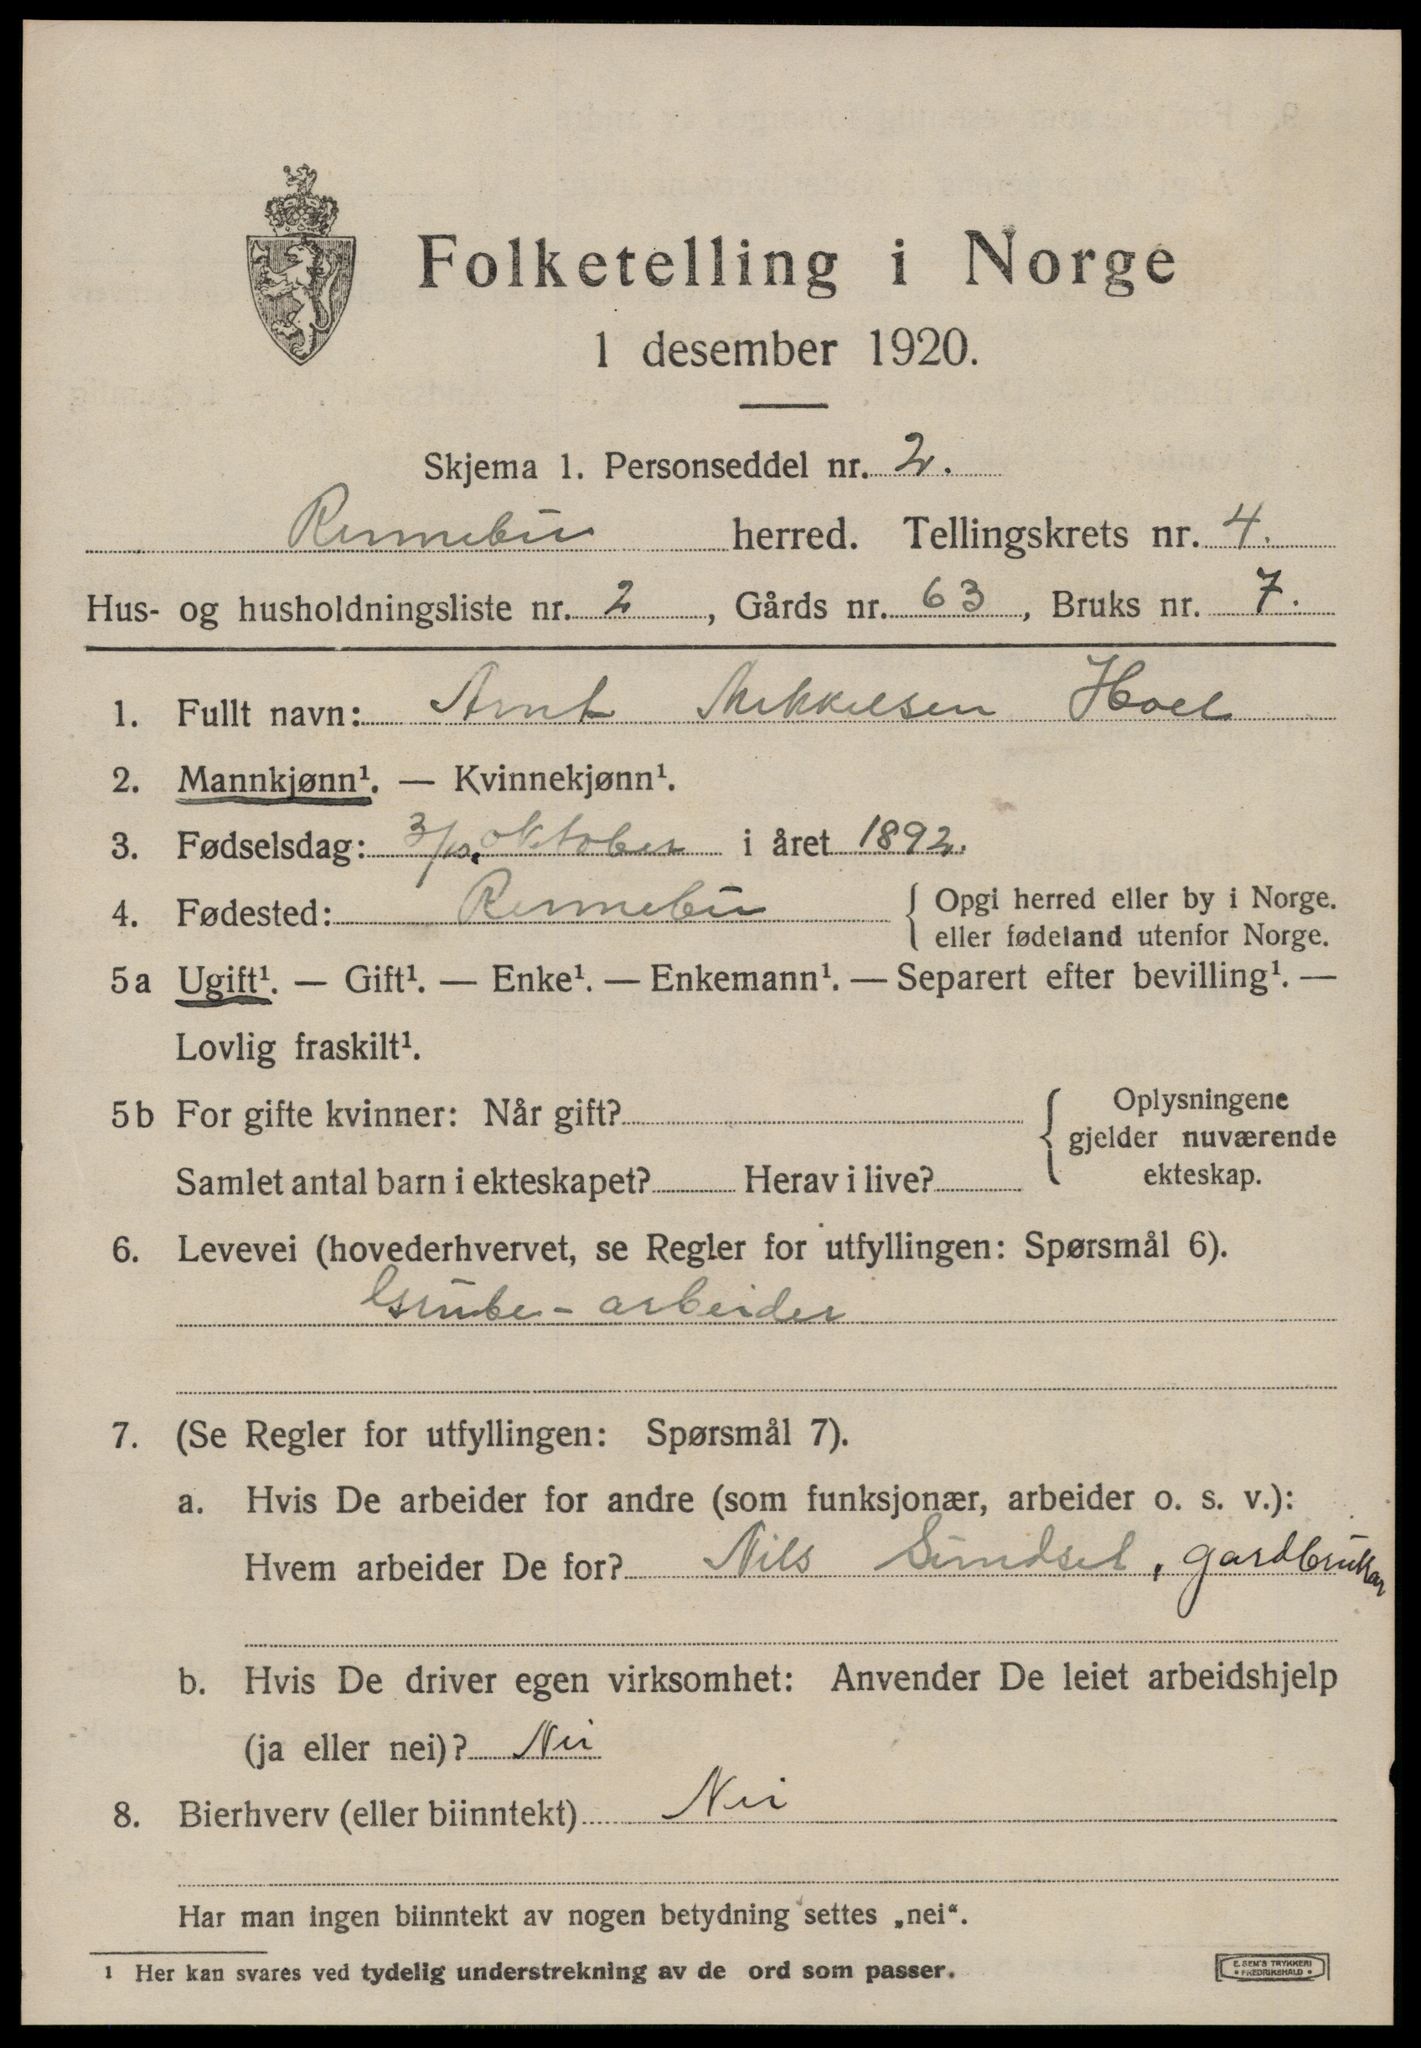 Folketelling i Norge
1 desember 1920.
Skjema 1. Personseddel nr. 2.
Rennebu herred. Tellingskrets nr. 4.
Hus- og husholdningsliste nr. 2, Gårds nr. 63, Bruks nr. 7.
1. Fullt navn: Arnt Mikkelsen Hoel
2. Mannkjønn¹. — Kvinnekjønn¹.
3. Fødselsdag: 3/10. oktober i året 1892.
4. Fødested: Rennebu { Opgi herred eller by i Norge.
eller fødeland utenfor Norge.
5a Ugift¹. — Gift¹. — Enke¹. — Enkemann¹. — Separert efter bevilling¹. —
Lovlig fraskilt¹.
5b For gifte kvinner: Når gift? { Oplysningene
gjelder nuværende
Samlet antal barn i ekteskapet? Herav i live? ekteskap.
6. Levevei (hovederhvervet, se Regler for utfyllingen: Spørsmål 6).
Grube-arbeider
7. (Se Regler for utfyllingen: Spørsmål 7).
a. Hvis De arbeider for andre (som funksjonær, arbeider o. s. v.):
Hvem arbeider De for? Nils Sundset, gardbrukar
b. Hvis De driver egen virksomhet: Anvender De leiet arbeidshjelp
(ja eller nei)? Nei
8. Bierhverv (eller biinntekt) Nei
Har man ingen biinntekt av nogen betydning settes „nei“.
1 Her kan svares ved tydelig understrekning av de ord som passer.
E. SEM'S TRYKKERI
• FREDRIKSHALD •